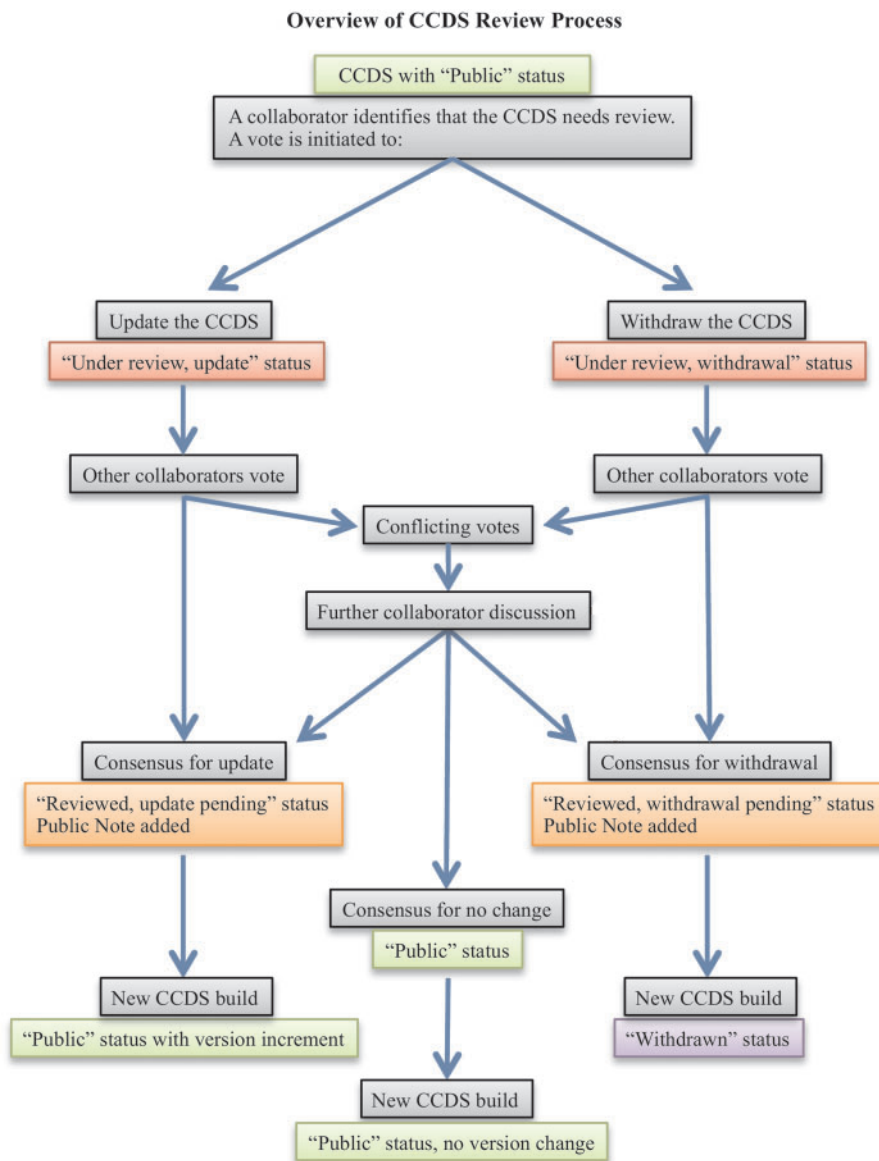 Overview of CCDS Review Process
CCDS with “Public” status
A collaborator identifies that the CCDS needs review.
A vote is initiated to:
Update the CCDS
“Under review, update” status
Withdraw the CCDS
“Under review, withdrawal” status
Other collaborators vote
Other collaborators vote
Conflicting votes
Further collaborator discussion
Consensus for update
“Reviewed, update pending” status
Public Note added
Consensus for withdrawal
“Reviewed, withdrawal pending” status
Public Note added
Consensus for no change
“Public” status
New CCDS build
“Public” status with version increment
New CCDS build
“Withdrawn” status
New CCDS build
“Public” status, no version change